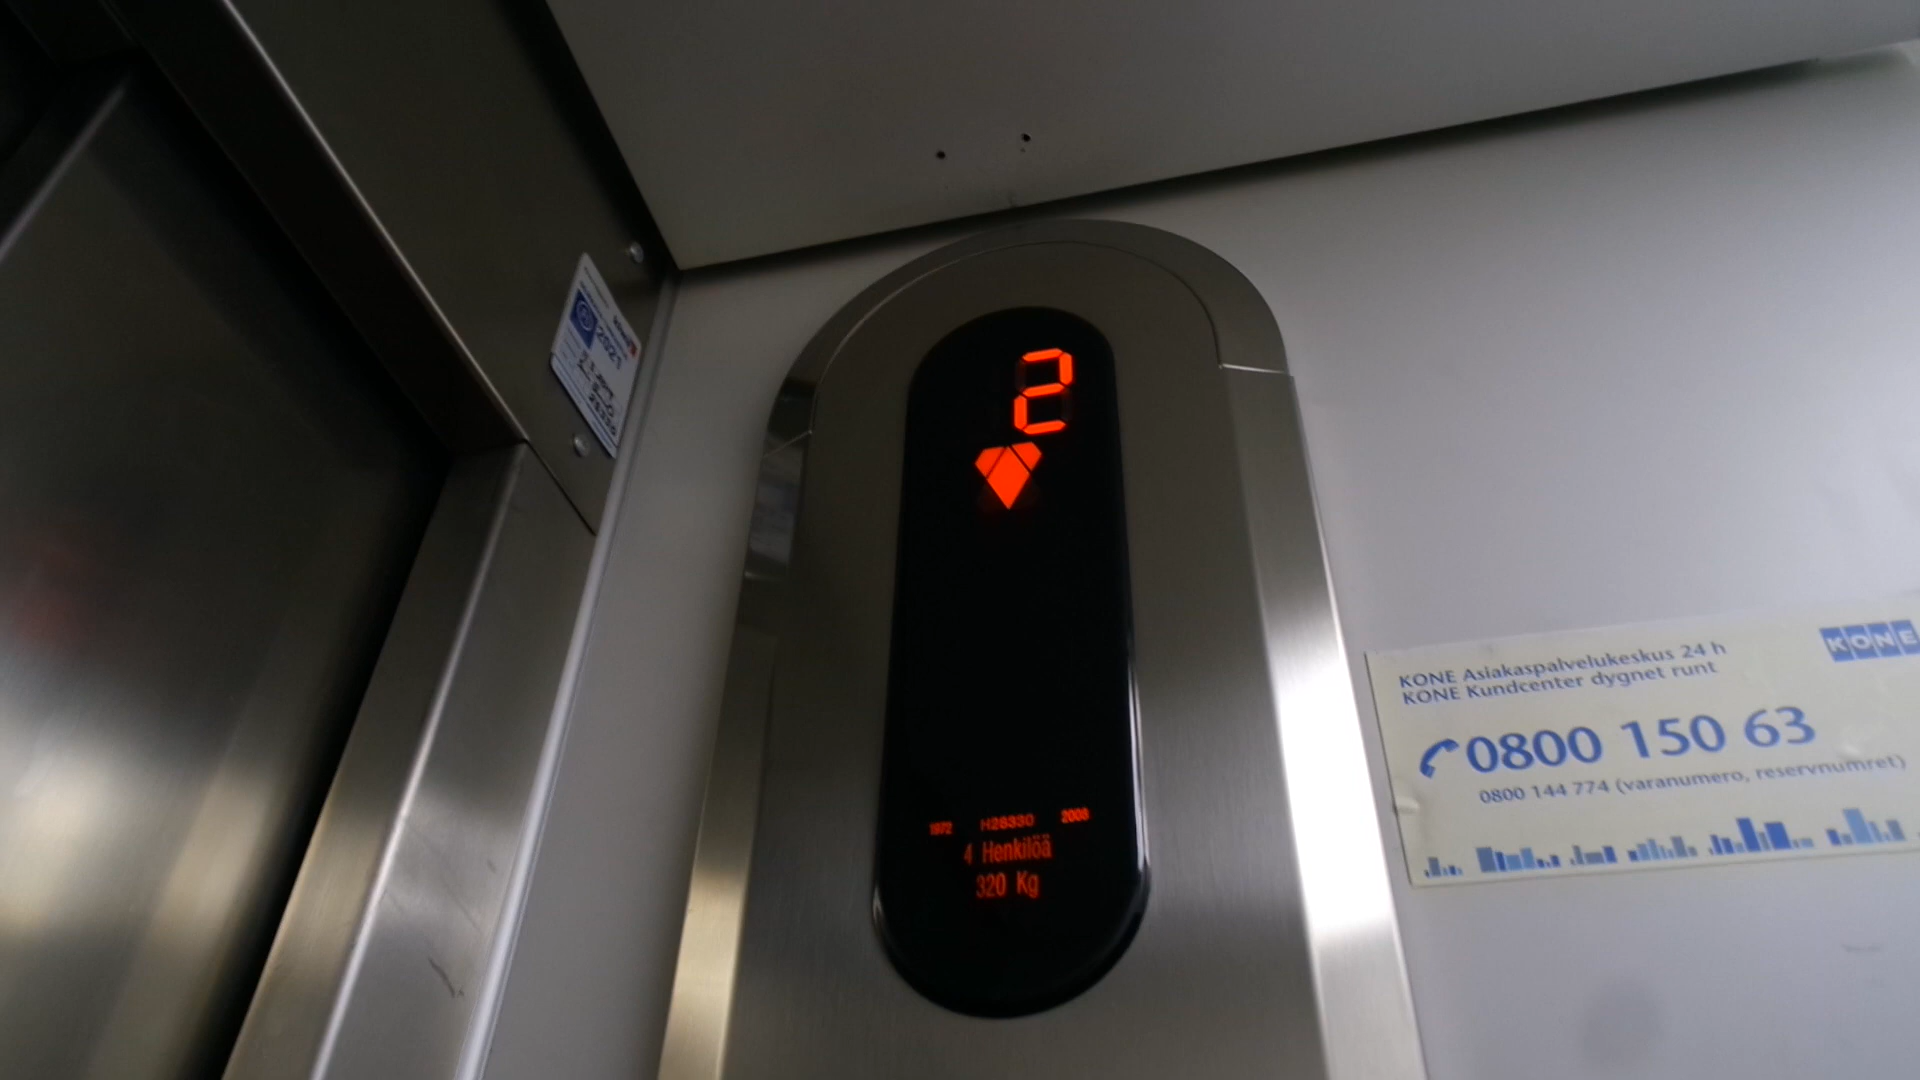 2021
2
1972 H28330 2008
4 Henkilöä
320 Kg
KONE
KONE Asiakaspalvelukeskus 24 h
KONE Kundcenter dygnet runt
0800 150 63
0800 144 774 (varanumero, reservnumret)